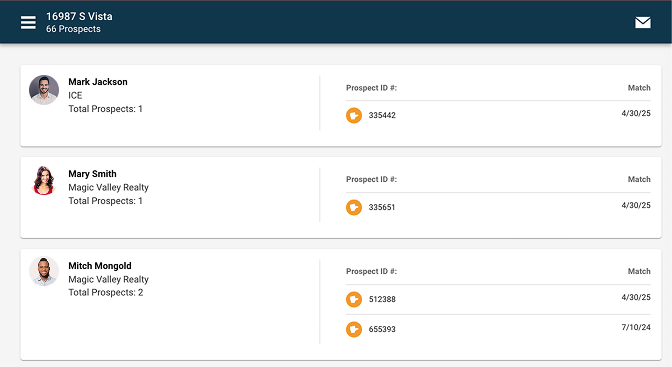 16987 S Vista
66 Prospects
Mark Jackson
ICE
Total Prospects: 1
Prospect ID #: Match
335442 4/30/25
Mary Smith
Magic Valley Realty
Total Prospects: 1
Prospect ID #: Match
335651 4/30/25
Mitch Mongold
Magic Valley Realty
Total Prospects: 2
Prospect ID #: Match
512388 4/30/25
655393 7/10/24